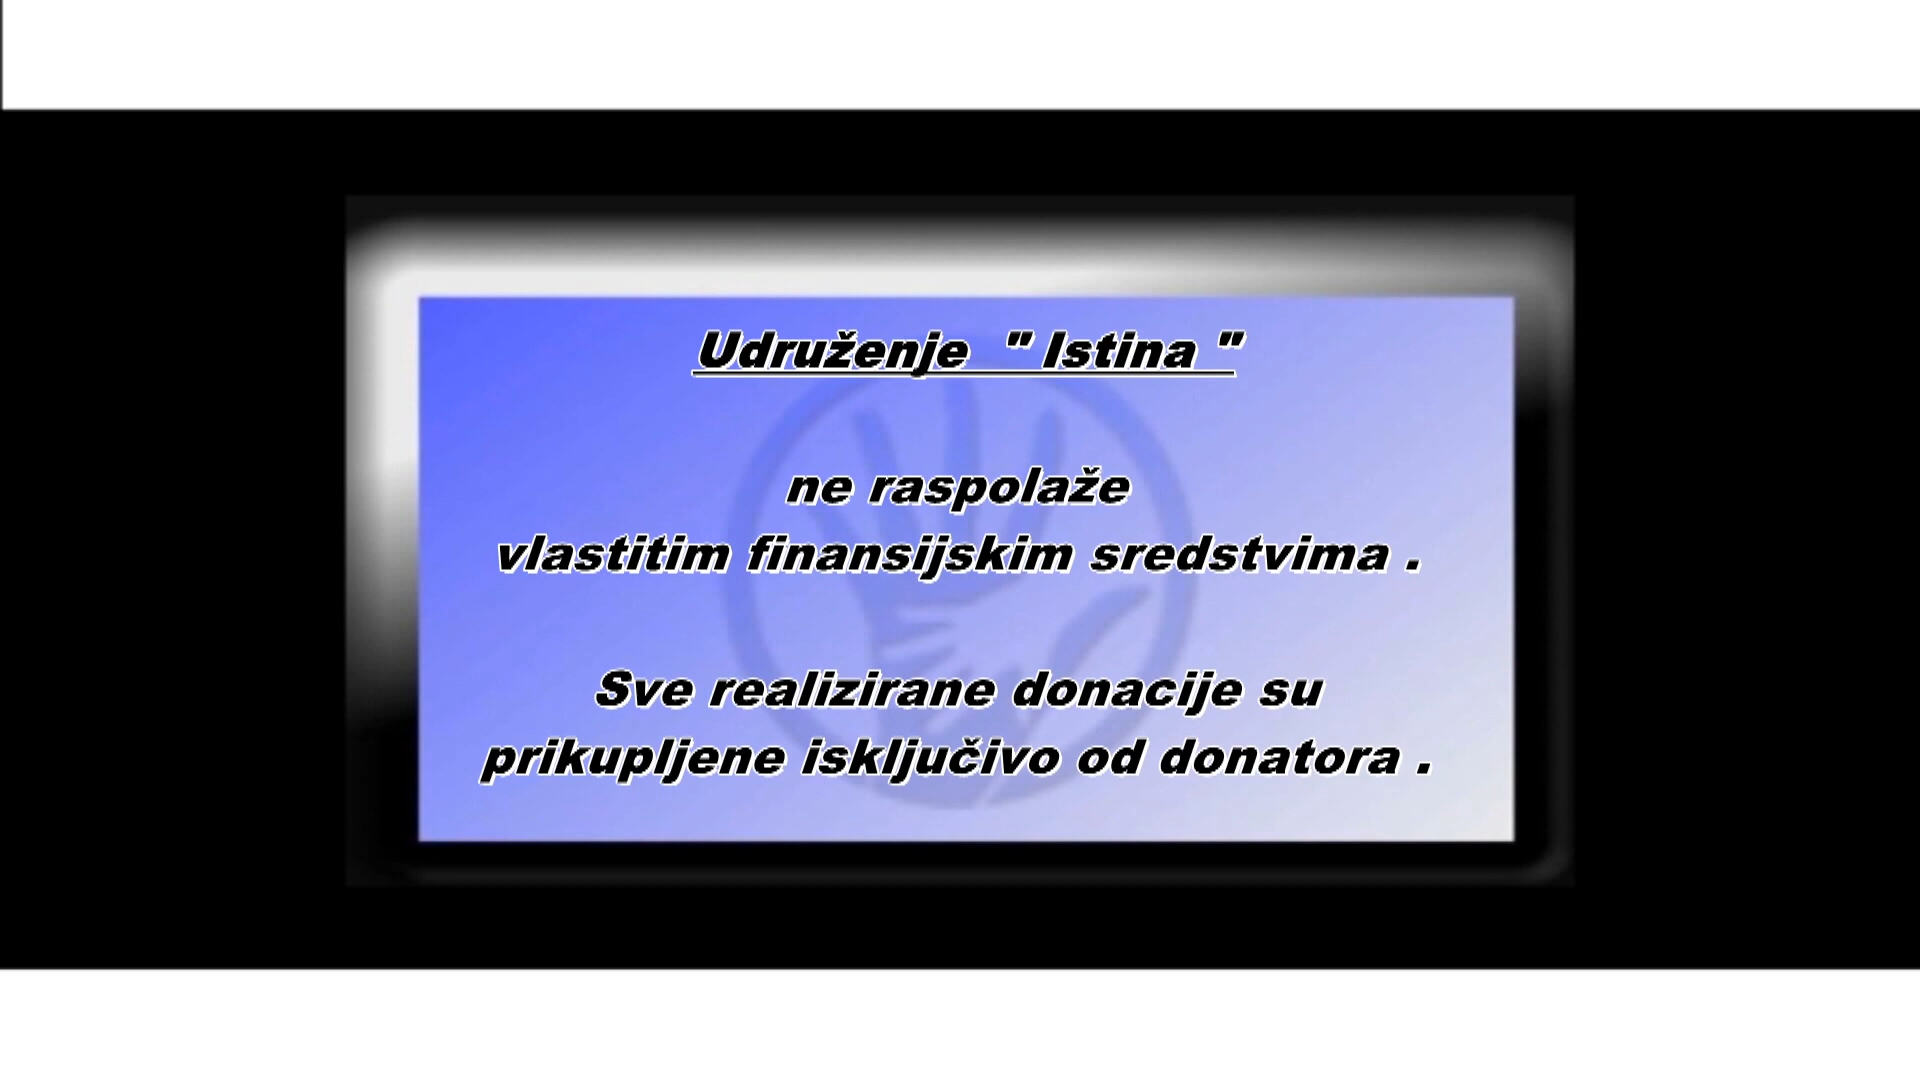 Udruženje " Istina "
ne raspolaže
vlastitim finansijskim sredstvima .
Sve realizirane donacije su
prikupljene isključivo od donatora .